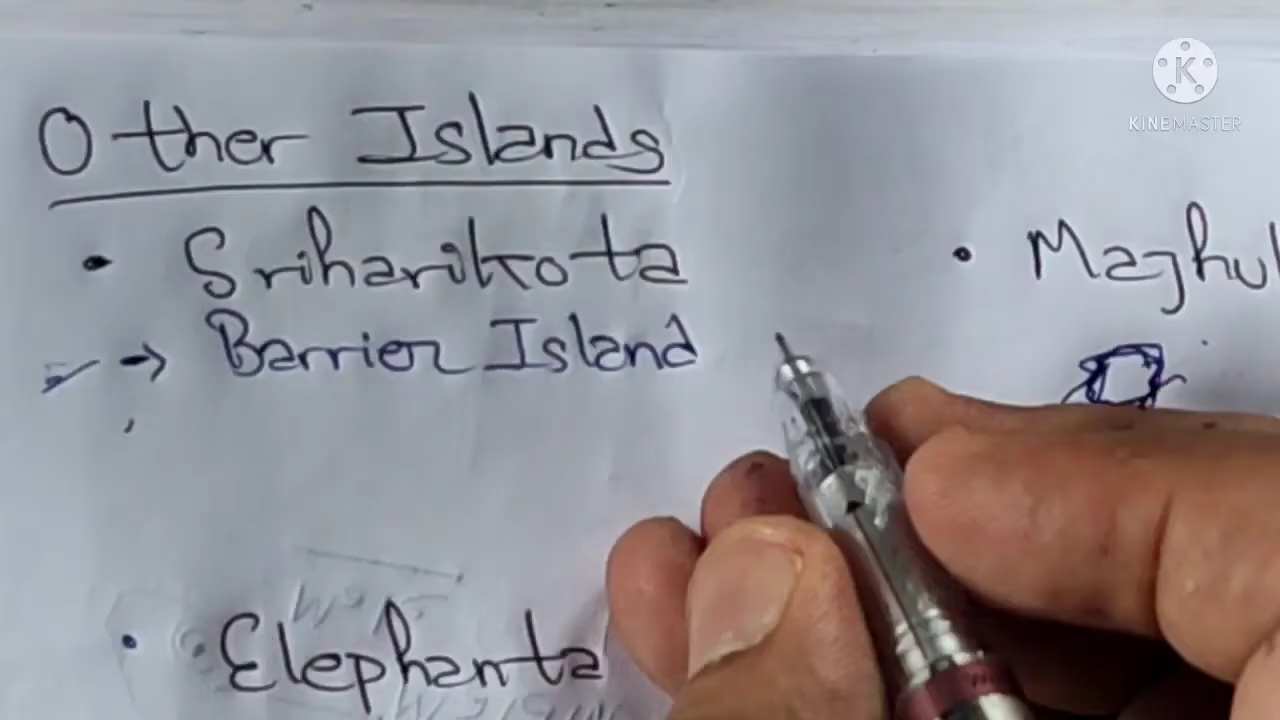 Other Islands
• Sriharikota
→ Barrier Island
• Elephanta
• Majhul
KINEMASTER